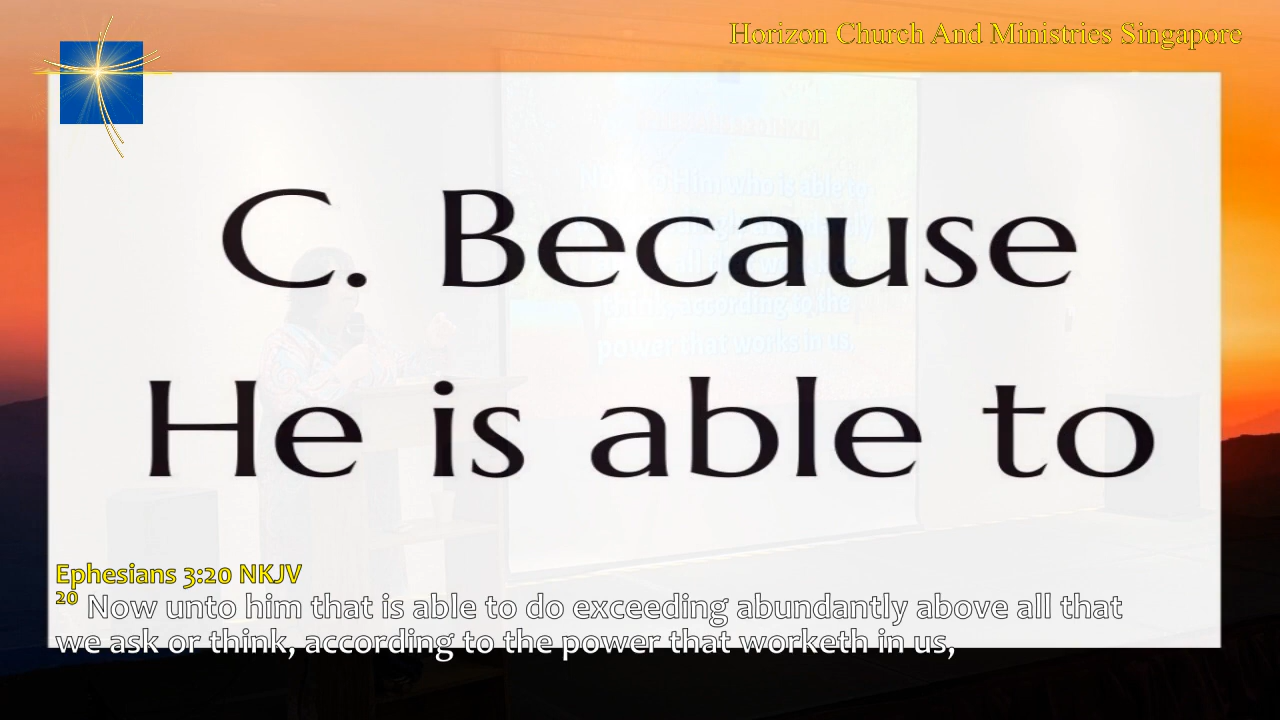 Horizon Church And Ministries Singapore
C. Because
He is able to
Ephesians 3:20 NKJV
20 Now unto him that is able to do exceeding abundantly above all that
we ask or think, according to the power that worketh in us,